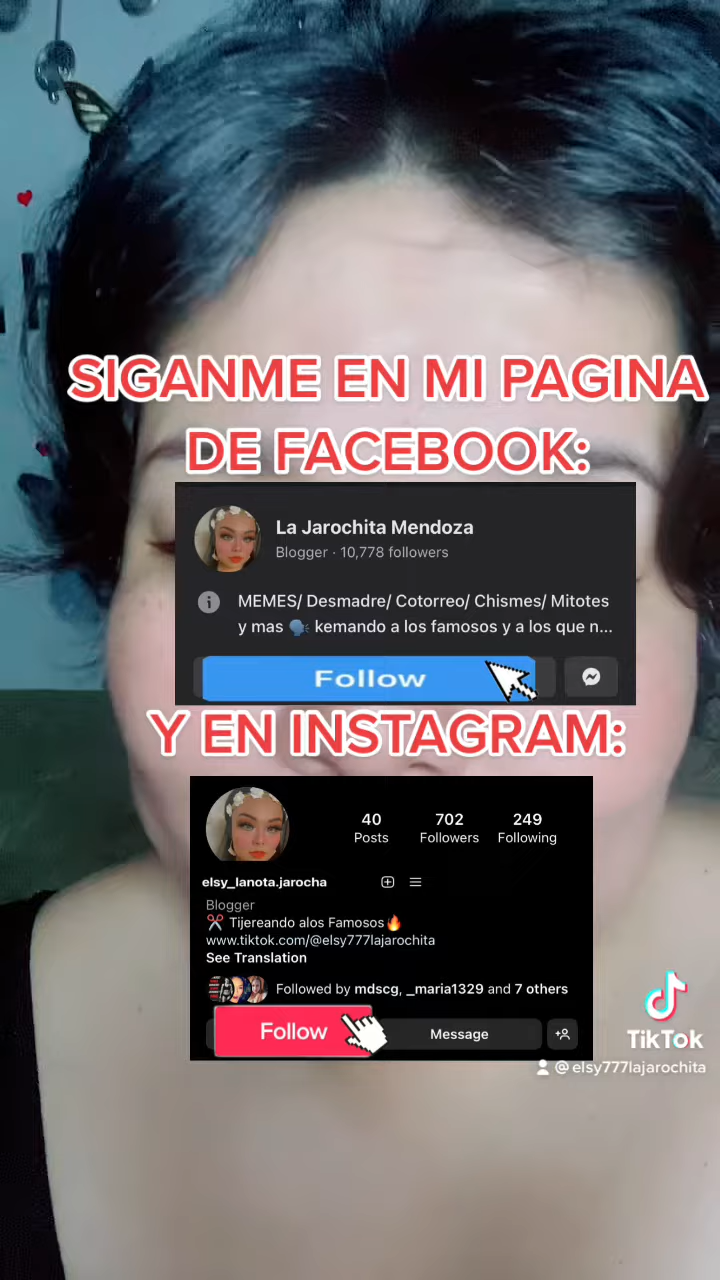 SIGANME EN MI PAGINA
DE FACEBOOK:
La Jarochita Mendoza
Blogger · 10,778 followers
MEMES/ Desmadre/ Cotorreo/ Chismes/ Mitotes
y mas 🗣️ kemando a los famosos y a los que n...
Follow
Y EN INSTAGRAM:
40 702 249
Posts Followers Following
elsy_lanota.jarocha
Blogger
✂️ Tijereando alos Famosos🔥
www.tiktok.com/@elsy777lajarochita
See Translation
Followed by mdscg, _maria1329 and 7 others
Follow Message
TikTok
@elsy777lajarochita